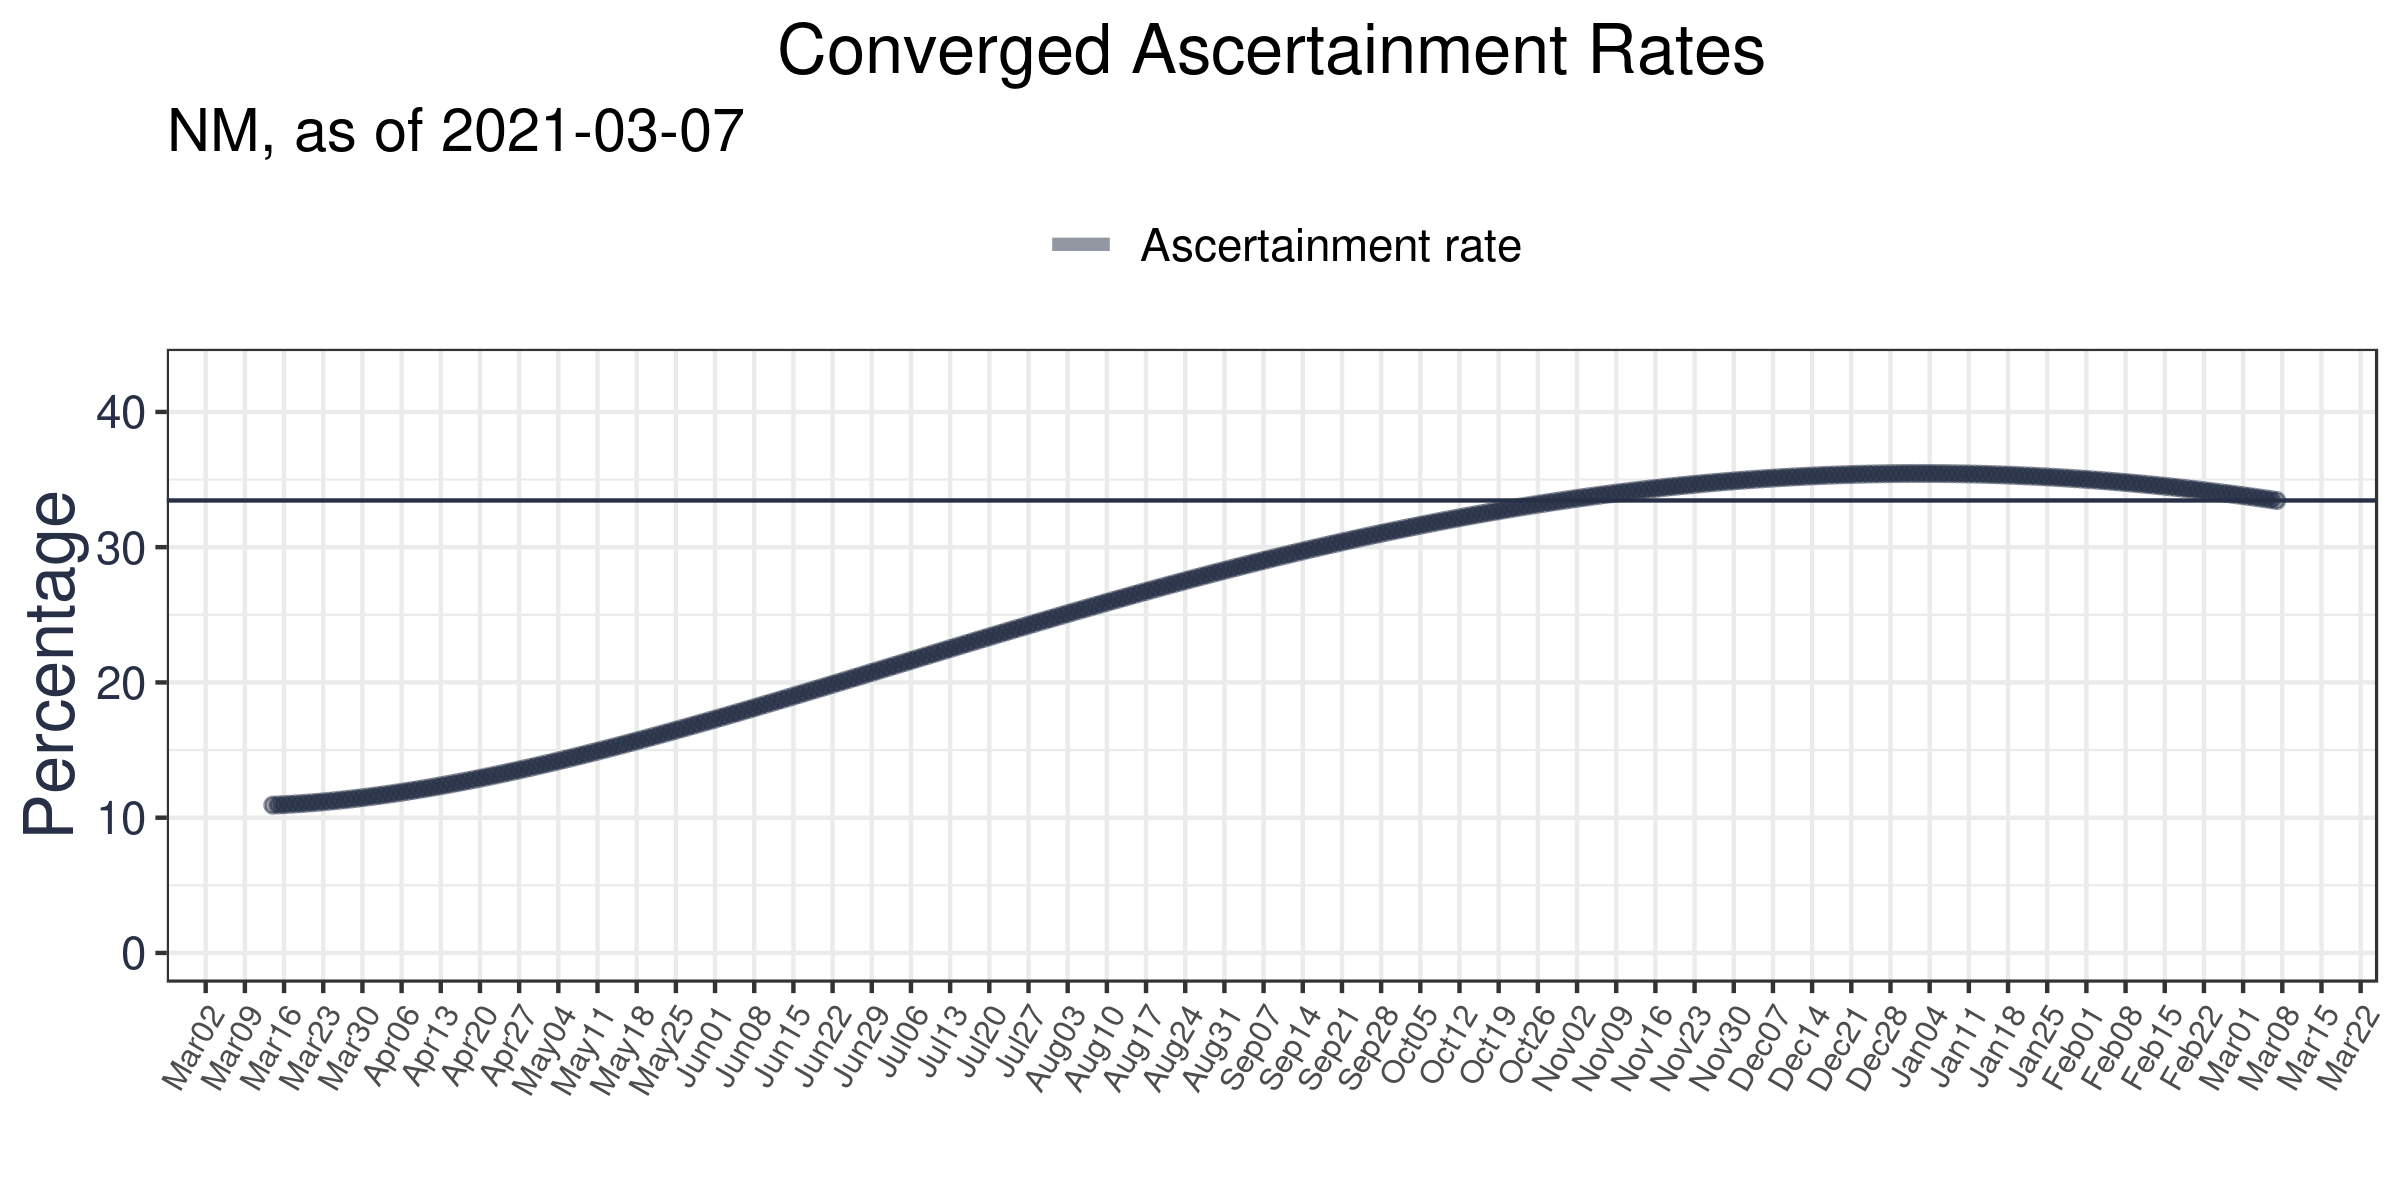 Converged Ascertainment Rates
NM, as of 2021-03-07
Ascertainment rate
Percentage
40
30
20
10
0
Mar02 Mar09 Mar16 Mar23 Mar30 Apr06 Apr13 Apr20 Apr27 May04 May11 May18 May25 Jun01 Jun08 Jun15 Jun22 Jun29 Jul06 Jul13 Jul20 Jul27 Aug03 Aug10 Aug17 Aug24 Aug31 Sep07 Sep14 Sep21 Sep28 Oct05 Oct12 Oct19 Oct26 Nov02 Nov09 Nov16 Nov23 Nov30 Dec07 Dec14 Dec21 Dec28 Jan04 Jan11 Jan18 Jan25 Feb01 Feb08 Feb15 Feb22 Mar01 Mar08 Mar15 Mar22